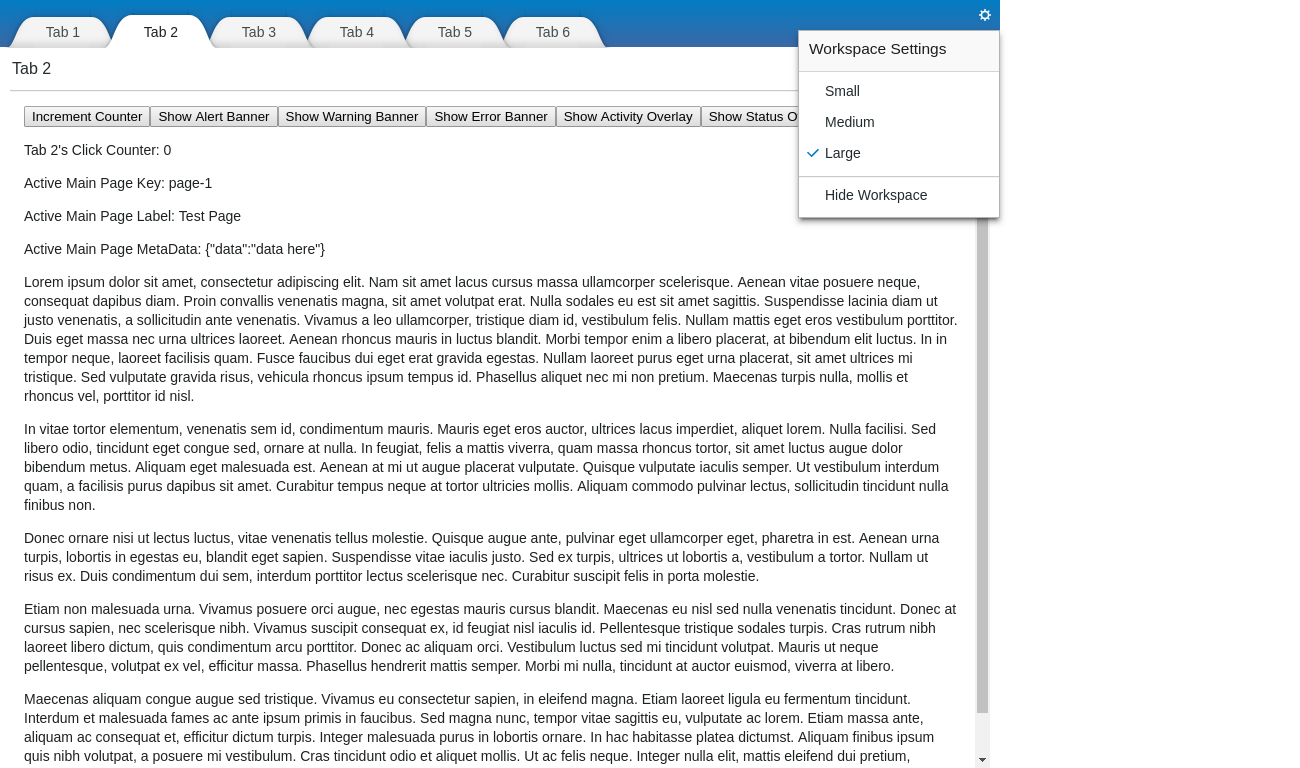 Tab 1
Tab 2
Tab 3
Tab 4
Tab 5
Tab 6
Workspace Settings
Small
Medium
Large
Hide Workspace
Tab 2
Increment Counter
Show Alert Banner
Show Warning Banner
Show Error Banner
Show Activity Overlay
Show Status
Tab 2's Click Counter: 0
Active Main Page Key: page-1
Active Main Page Label: Test Page
Active Main Page MetaData: {"data":"data here"}
Lorem ipsum dolor sit amet, consectetur adipiscing elit. Nam sit amet lacus cursus massa ullamcorper scelerisque. Aenean vitae posuere neque,
consequat dapibus diam. Proin convallis venenatis magna, sit amet volutpat erat. Nulla sodales eu est sit amet sagittis. Suspendisse lacinia diam ut
justo venenatis, a sollicitudin ante venenatis. Vivamus a leo ullamcorper, tristique diam id, vestibulum felis. Nullam mattis eget eros vestibulum porttitor.
Duis eget massa nec urna ultrices laoreet. Aenean rhoncus mauris in luctus blandit. Morbi tempor enim a libero placerat, at bibendum elit luctus. In in
tempor neque, laoreet facilisis quam. Fusce faucibus dui eget erat gravida egestas. Nullam laoreet purus eget urna placerat, sit amet ultrices mi
tristique. Sed vulputate gravida risus, vehicula rhoncus ipsum tempus id. Phasellus aliquet nec mi non pretium. Maecenas turpis nulla, mollis et
rhoncus vel, porttitor id nisl.
In vitae tortor elementum, venenatis sem id, condimentum mauris. Mauris eget eros auctor, ultrices lacus imperdiet, aliquet lorem. Nulla facilisi. Sed
libero odio, tincidunt eget congue sed, ornare at nulla. In feugiat, felis a mattis viverra, quam massa rhoncus tortor, sit amet luctus augue dolor
bibendum metus. Aliquam eget malesuada est. Aenean at mi ut augue placerat vulputate. Quisque vulputate iaculis semper. Ut vestibulum interdum
quam, a facilisis purus dapibus sit amet. Curabitur tempus neque at tortor ultricies mollis. Aliquam commodo pulvinar lectus, sollicitudin tincidunt nulla
finibus non.
Donec ornare nisi ut lectus luctus, vitae venenatis tellus molestie. Quisque augue ante, pulvinar eget ullamcorper eget, pharetra in est. Aenean urna
turpis, lobortis in egestas eu, blandit eget sapien. Suspendisse vitae iaculis justo. Sed ex turpis, ultrices ut lobortis a, vestibulum a tortor. Nullam ut
risus ex. Duis condimentum dui sem, interdum porttitor lectus scelerisque nec. Curabitur suscipit felis in porta molestie.
Etiam non malesuada urna. Vivamus posuere orci augue, nec egestas mauris cursus blandit. Maecenas eu nisl sed nulla venenatis tincidunt. Donec at
cursus sapien, nec scelerisque nibh. Vivamus suscipit consequat ex, id feugiat nisl iaculis id. Pellentesque tristique sodales turpis. Cras rutrum nibh
laoreet libero dictum, quis condimentum arcu porttitor. Donec ac aliquam orci. Vestibulum luctus sed mi tincidunt volutpat. Mauris ut neque
pellentesque, volutpat ex vel, efficitur massa. Phasellus hendrerit mattis semper. Morbi mi nulla, tincidunt at auctor euismod, viverra at libero.
Maecenas aliquam congue augue sed tristique. Vivamus eu consectetur sapien, in eleifend magna. Etiam laoreet ligula eu fermentum tincidunt.
Interdum et malesuada fames ac ante ipsum primis in faucibus. Sed magna nunc, tempor vitae sagittis eu, vulputate ac lorem. Etiam massa ante,
aliquam ac consequat et, efficitur dictum turpis. Integer malesuada purus in lobortis ornare. In hac habitasse platea dictumst. Aliquam finibus ipsum
quis nibh volutpat, a posuere mi vestibulum. Cras tincidunt odio et aliquet mollis. Ut ac felis neque. Integer nulla elit, mattis eleifend dui pretium,